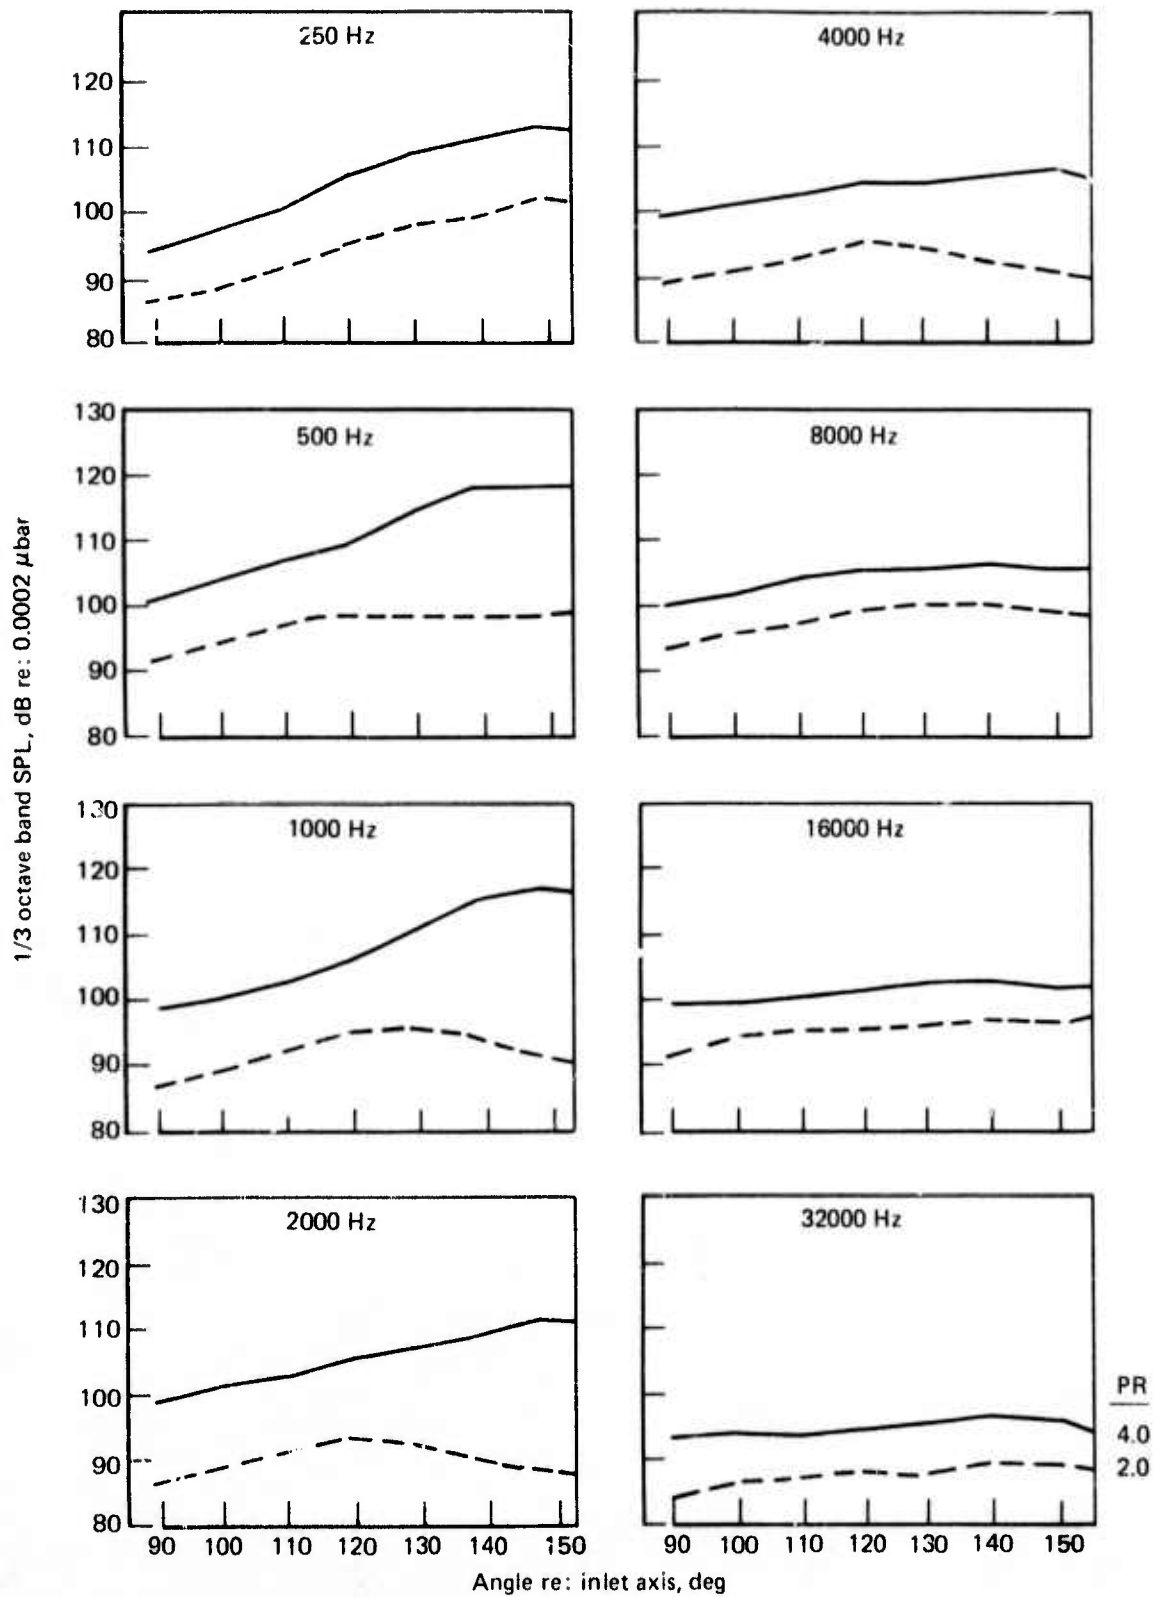 250 Hz
120
110
100
90
80
4000 Hz
130
500 Hz
120
110
100
90
80
8000 Hz
1/3 octave band SPL, dB re: 0.0002 µbar
130
1000 Hz
120
110
100
90
80
16000 Hz
130
2000 Hz
120
110
100
90
80
90 100 110 120 130 140 150
32000 Hz
PR
4.0
2.0
90 100 110 120 130 140 150
Angle re: inlet axis, deg